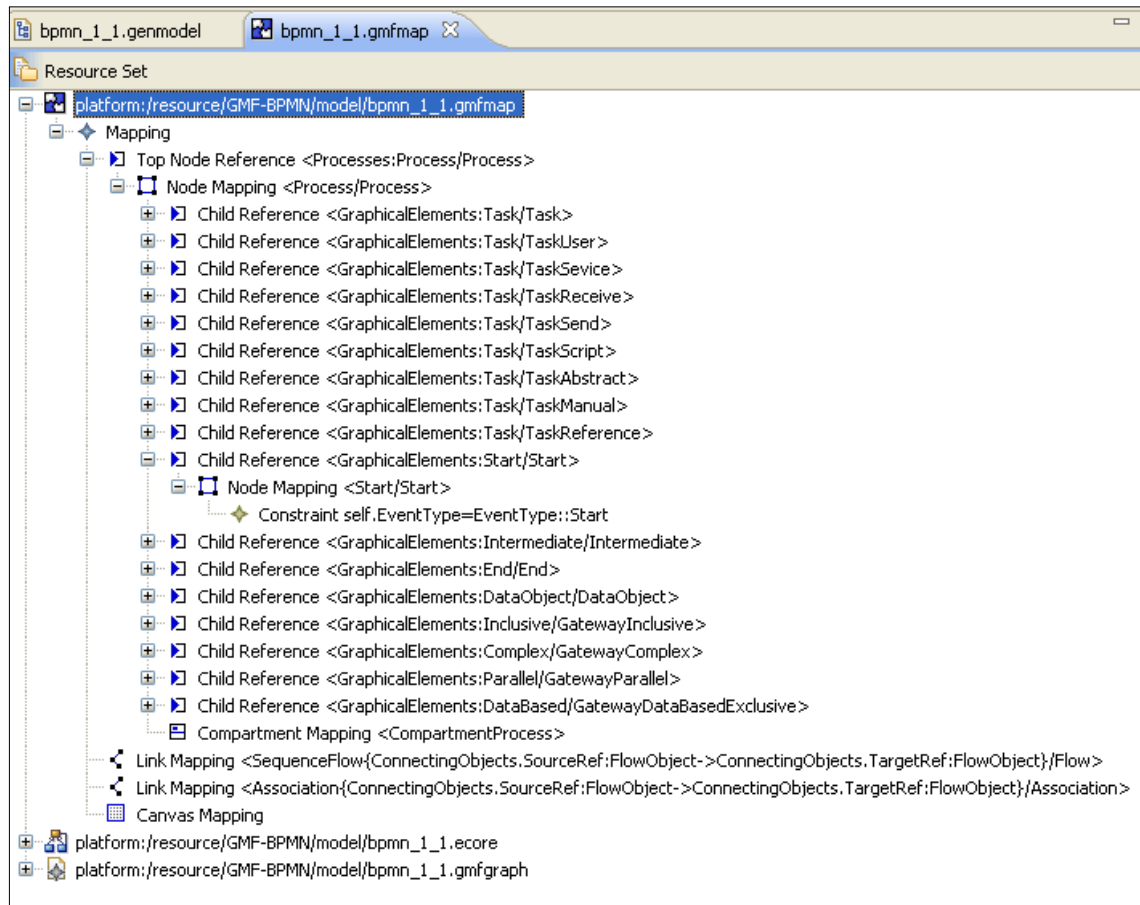 bpmn_1_1.genmodel bpmn_1_1.gmfmap
Resource Set
platform:/resource/GMF-BPMN/model/bpmn_1_1.gmfmap
Mapping
Top Node Reference <Processes:Process/Process>
Node Mapping <Process/Process>
Child Reference <GraphicalElements:Task/Task>
Child Reference <GraphicalElements:Task/TaskUser>
Child Reference <GraphicalElements:Task/TaskSevice>
Child Reference <GraphicalElements:Task/TaskReceive>
Child Reference <GraphicalElements:Task/TaskSend>
Child Reference <GraphicalElements:Task/TaskScript>
Child Reference <GraphicalElements:Task/TaskAbstract>
Child Reference <GraphicalElements:Task/TaskManual>
Child Reference <GraphicalElements:Task/TaskReference>
Child Reference <GraphicalElements:Start/Start>
Node Mapping <Start/Start>
Constraint self.EventType=EventType::Start
Child Reference <GraphicalElements:Intermediate/Intermediate>
Child Reference <GraphicalElements:End/End>
Child Reference <GraphicalElements:DataObject/DataObject>
Child Reference <GraphicalElements:Inclusive/GatewayInclusive>
Child Reference <GraphicalElements:Complex/GatewayComplex>
Child Reference <GraphicalElements:Parallel/GatewayParallel>
Child Reference <GraphicalElements:DataBased/GatewayDataBasedExclusive>
Compartment Mapping <CompartmentProcess>
Link Mapping <SequenceFlow{ConnectingObjects.SourceRef:FlowObject->ConnectingObjects.TargetRef:FlowObject}/Flow>
Link Mapping <Association{ConnectingObjects.SourceRef:FlowObject->ConnectingObjects.TargetRef:FlowObject}/Association>
Canvas Mapping
platform:/resource/GMF-BPMN/model/bpmn_1_1.ecore
platform:/resource/GMF-BPMN/model/bpmn_1_1.gmfgraph